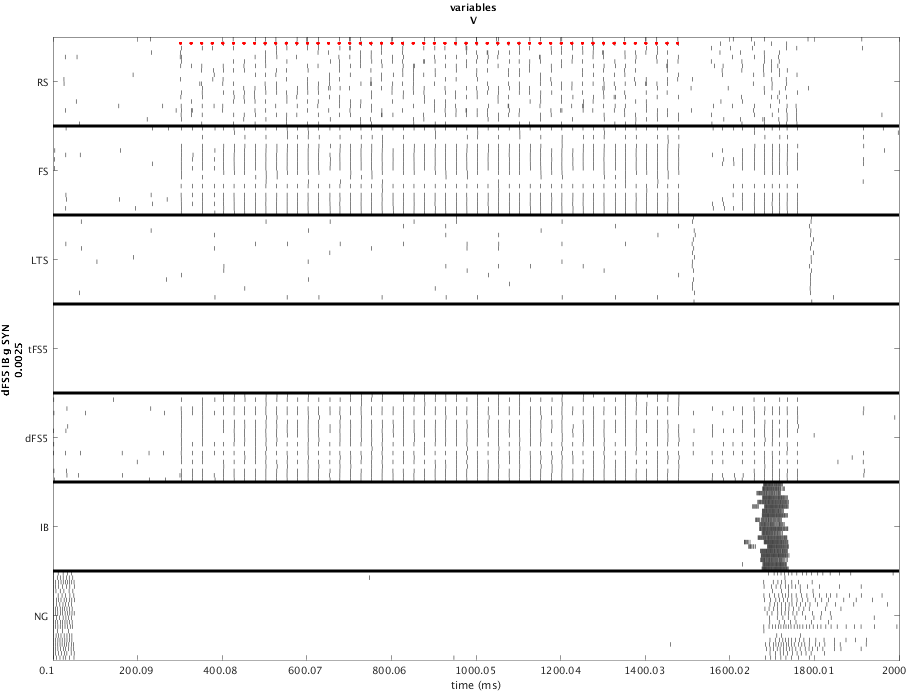 variables
V
RS
FS
LTS
tFS5
dFS5
IB
NG
dFS5 IB g SYN
0.0025
0.1 200.09 400.08 600.07 800.06 1000.05 1200.04 1400.03 1600.02 1800.01 2000
time (ms)